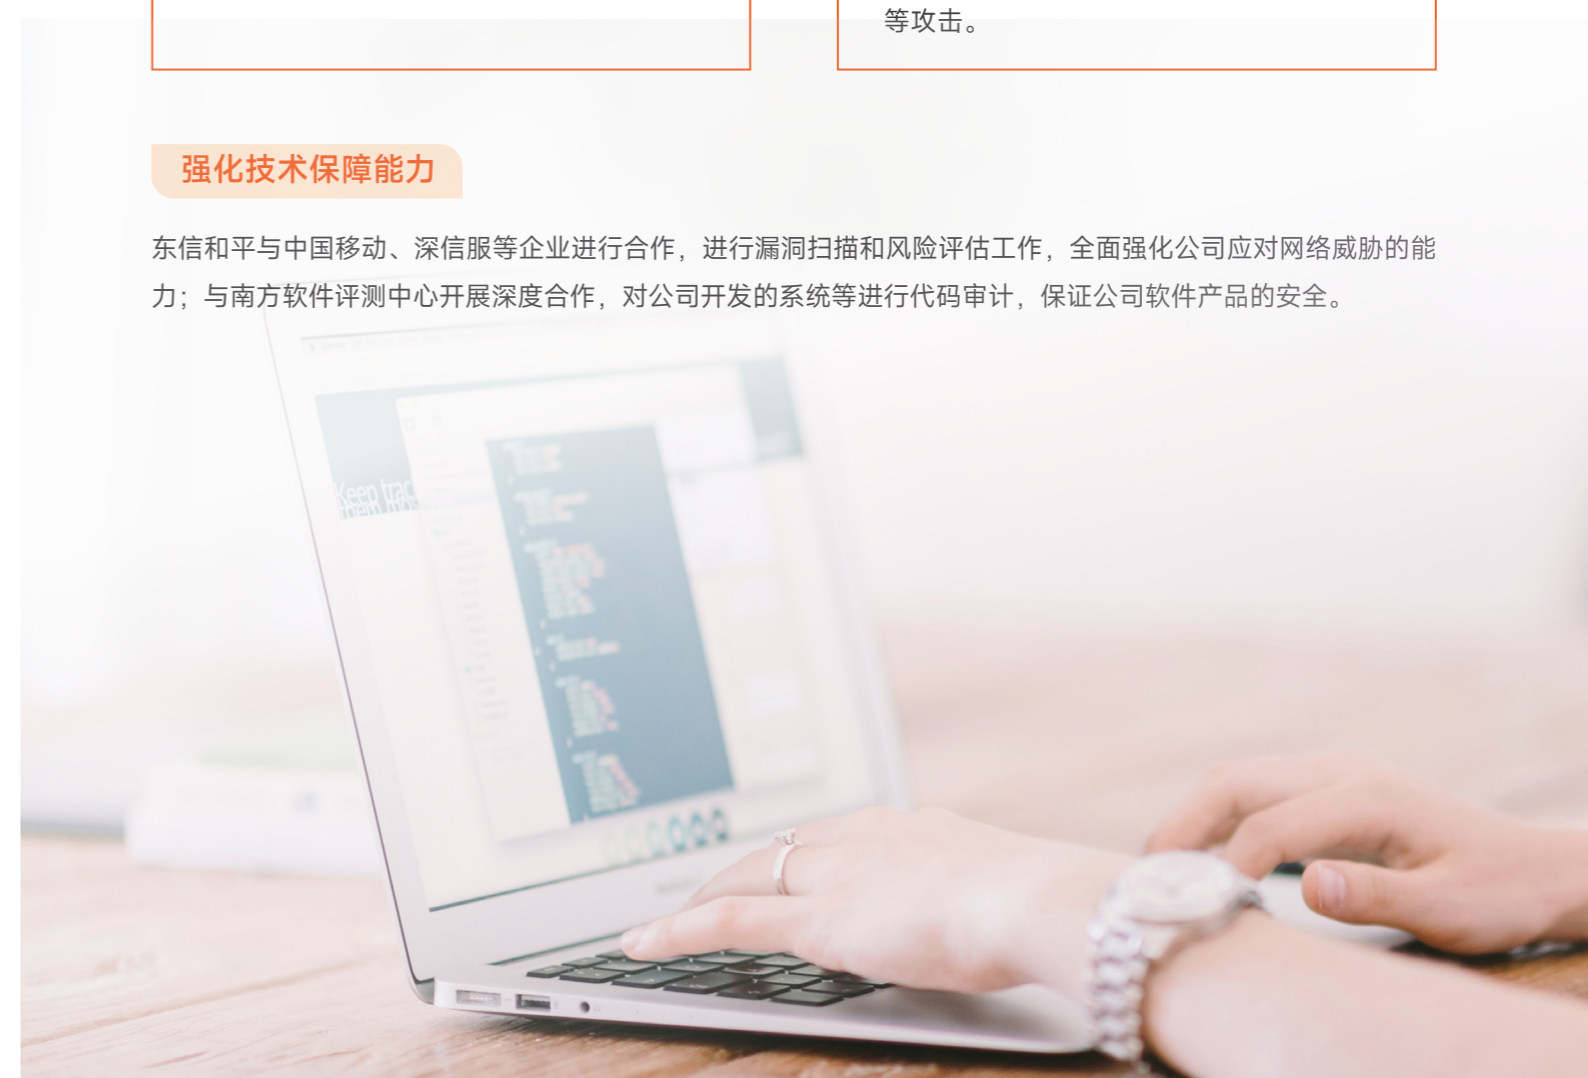 等攻击。
强化技术保障能力
东信和平与中国移动、深信服等企业进行合作，进行漏洞扫描和风险评估工作，全面强化公司应对网络威胁的能
力；与南方软件评测中心开展深度合作，对公司开发的系统等进行代码审计，保证公司软件产品的安全。
Keep trac
them mos